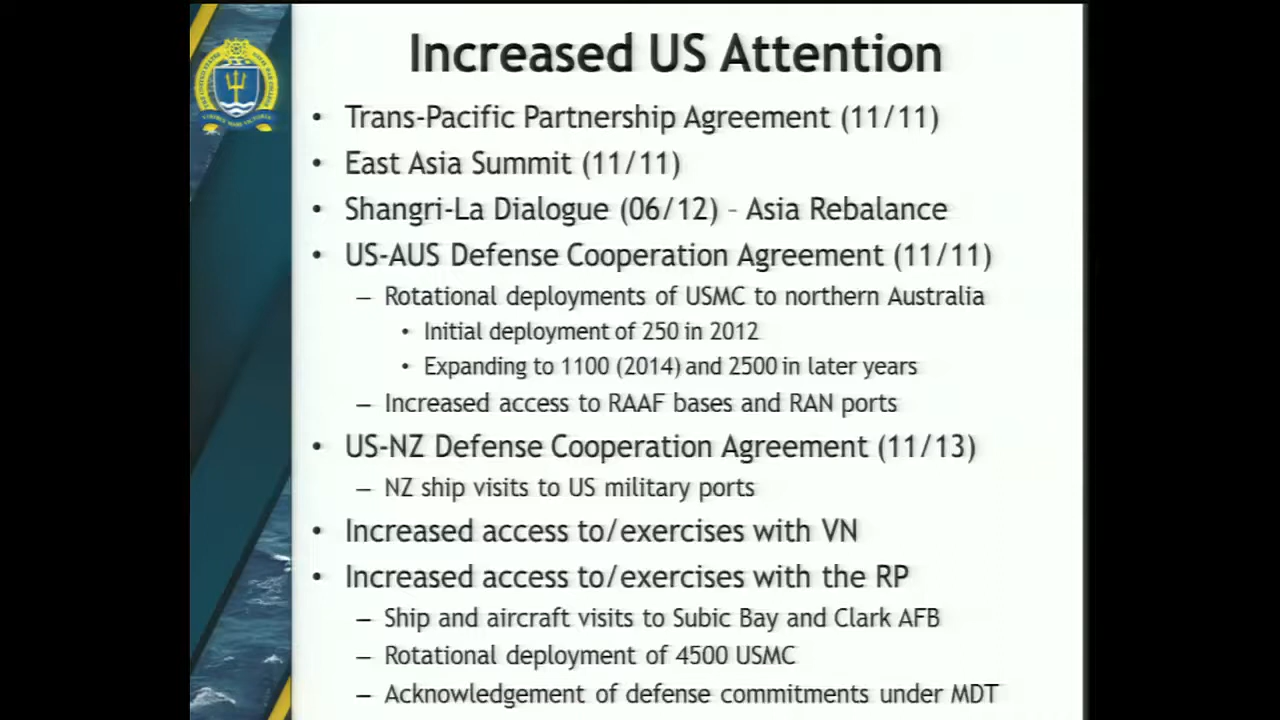 Increased US Attention
• Trans-Pacific Partnership Agreement (11/11)
• East Asia Summit (11/11)
• Shangri-La Dialogue (06/12) – Asia Rebalance
• US-AUS Defense Cooperation Agreement (11/11)
– Rotational deployments of USMC to northern Australia
• Initial deployment of 250 in 2012
• Expanding to 1100 (2014) and 2500 in later years
– Increased access to RAAF bases and RAN ports
• US-NZ Defense Cooperation Agreement (11/13)
– NZ ship visits to US military ports
• Increased access to/exercises with VN
• Increased access to/exercises with the RP
– Ship and aircraft visits to Subic Bay and Clark AFB
– Rotational deployment of 4500 USMC
– Acknowledgement of defense commitments under MDT